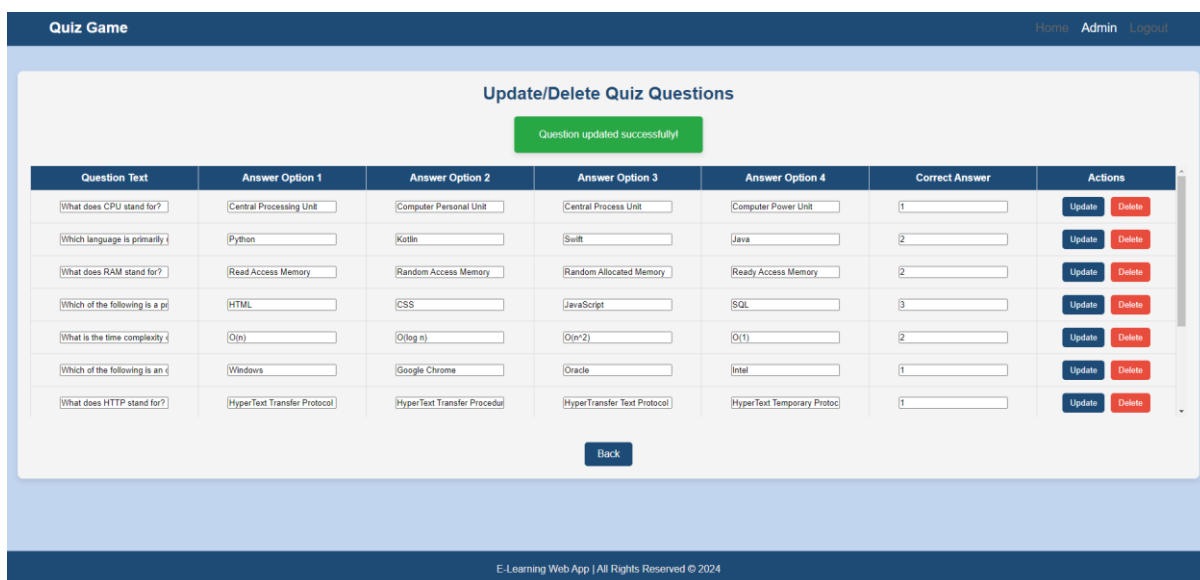 Quiz Game Home Admin Logout
Update/Delete Quiz Questions
Question updated successfully!
Question Text Answer Option 1 Answer Option 2 Answer Option 3 Answer Option 4 Correct Answer Actions
What does CPU stand for? Central Processing Unit Computer Personal Unit Central Process Unit Computer Power Unit 1 Update Delete
Which language is primarily Python Kotlin Swift Java 2 Update Delete
What does RAM stand for? Read Access Memory Random Access Memory Random Allocated Memory Ready Access Memory 2 Update Delete
Which of the following is a HTML CSS JavaScript SQL 3 Update Delete
What is the time complexity O(n) O(log n) O(n^2) O(1) 2 Update Delete
Which of the following is an Windows Google Chrome Oracle Intel 1 Update Delete
What does HTTP stand for? HyperText Transfer Protocol HyperText Transfer Procedur HyperTransfer Text Protocol HyperText Temporary Protoc 1 Update Delete
Back
E-Learning Web App | All Rights Reserved © 2024